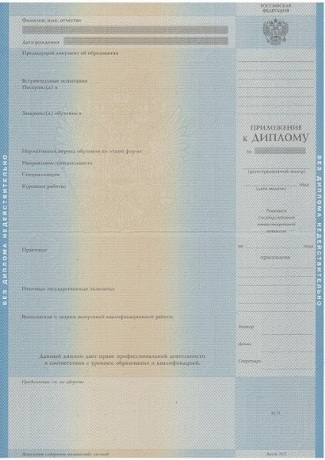 Фамилия, имя, отчество
Дата рождения
Предыдущий документ об образовании
Вступительные испытания
Поступил(а) в
Завершил(а) обучение в
Нормативный период обучения по очной форме
Направление/специальность
Специализация
Курсовые работы
Практика:
Итоговые государственные экзамены:
Выполнение и защита выпускной квалификационной работы
Данный диплом дает право профессиональной деятельности
в соответствии с уровнем образования и квалификацией.
Продолжение см. на обороте
РОССИЙСКАЯ
ФЕДЕРАЦИЯ
ПРИЛОЖЕНИЕ
к ДИПЛОМУ
№
(регистрационный номер)
(дата выдачи)
Решением
Государственной
аттестационной
комиссии
от
присуждена
Ректор
Декан
Секретарь
БЕЗ ДИПЛОМА НЕДЕЙСТВИТЕЛЬНО
БЕЗ ДИПЛОМА НЕДЕЙСТВИТЕЛЬНО